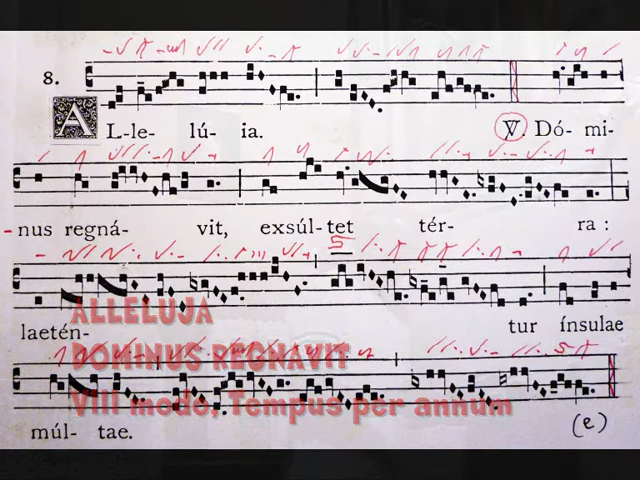 8.
AL-le- lú- ia. ℣. Dó- mi-
nus regná- vit, exsúl- tet tér- ra :
laetén- tur ínsulae
ALLELUJA
DOMINUS REGNAVIT
VIII modo, Tempus per annum
múl- tae. (e)